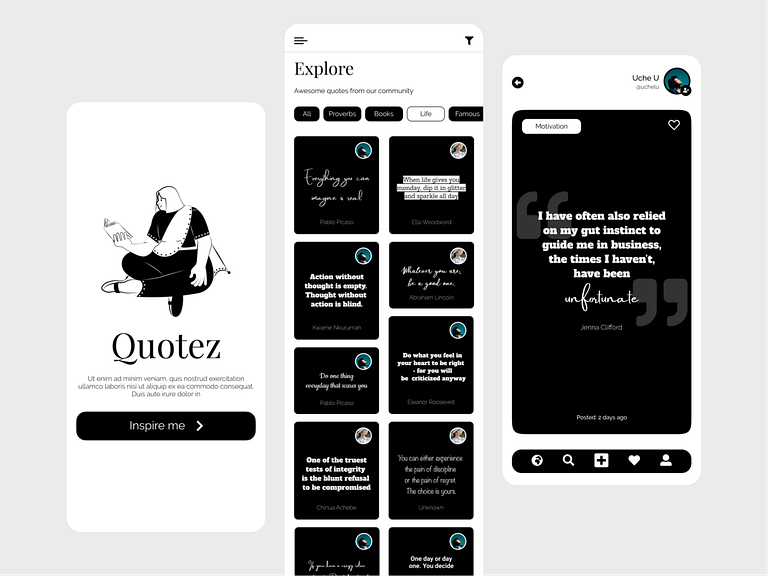 Quotez
Ut enim ad minim veniam, quis nostrud exercitation
ullamco laboris nisi ut aliquip ex ea commodo consequat.
Duis aute irure dolor in
Inspire me
Explore
Awesome quotes from our community
All
Proverbs
Books
Life
Famous
Everything you can
imagine is real
Pablo Picaso
When life gives you
monday, dip it in glitter
and sparkle all day
Ella Woodword
Action without
thought is empty.
Thought without
action is blind.
Kwame Nkurumah
Whatever you are,
be a good one.
Abraham Lincoln
Do one thing
everyday that scares you
Pablo Picaso
Do what you feel in
your heart to be right
- for you will
be criticized anyway
Eleanor Roosevelt
One of the truest
tests of integrity
is the blunt refusal
to be compromised
Chinua Achebe
You can either experience
the pain of discipline
or the pain of regret.
The choice is yours.
Unknown
If you have a crazy idea
One day or day
one. You decide
Uche U
@uchelu
Motivation
I have often also relied
on my gut instinct to
guide me in business,
the times I haven't,
have been
unfortunate
Jenna Clifford
Posted: 2 days ago